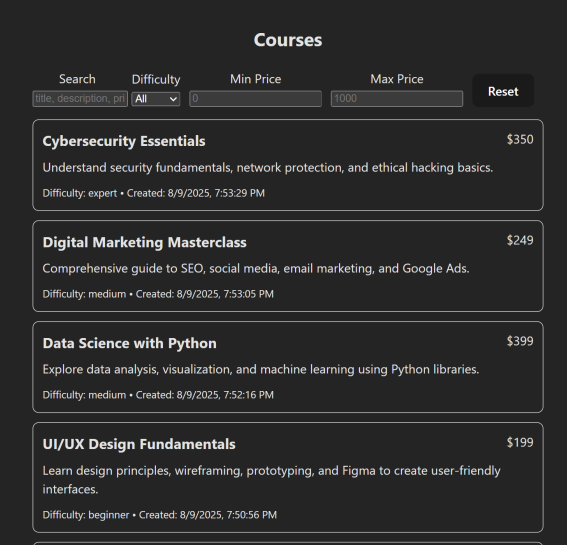 Courses
Search
Difficulty
Min Price
Max Price
title, description, pri
All
0
1000
Reset
Cybersecurity Essentials
$350
Understand security fundamentals, network protection, and ethical hacking basics.
Difficulty: expert • Created: 8/9/2025, 7:53:29 PM
Digital Marketing Masterclass
$249
Comprehensive guide to SEO, social media, email marketing, and Google Ads.
Difficulty: medium • Created: 8/9/2025, 7:53:05 PM
Data Science with Python
$399
Explore data analysis, visualization, and machine learning using Python libraries.
Difficulty: medium • Created: 8/9/2025, 7:52:16 PM
UI/UX Design Fundamentals
$199
Learn design principles, wireframing, prototyping, and Figma to create user-friendly
interfaces.
Difficulty: beginner • Created: 8/9/2025, 7:50:56 PM